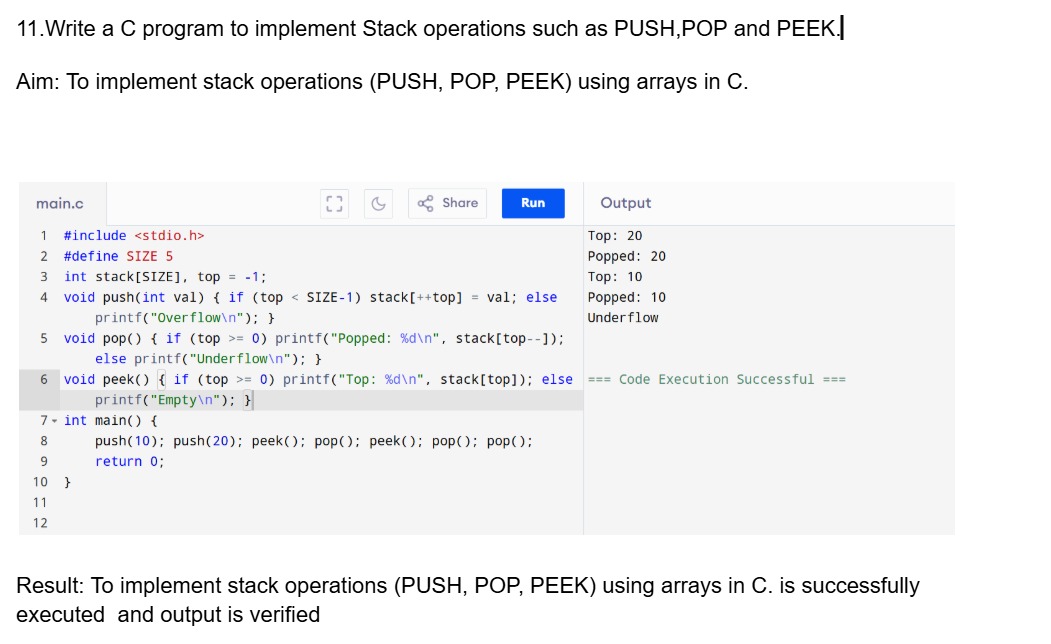 11.Write a C program to implement Stack operations such as PUSH,POP and PEEK.
Aim: To implement stack operations (PUSH, POP, PEEK) using arrays in C.
main.c
Share
Run
Output
1 #include <stdio.h>
2 #define SIZE 5
3 int stack[SIZE], top = -1;
4 void push(int val) { if (top < SIZE-1) stack[++top] = val; else
printf("Overflow\n"); }
5 void pop() { if (top >= 0) printf("Popped: %d\n", stack[top--]);
else printf("Underflow\n"); }
6 void peek() { if (top >= 0) printf("Top: %d\n", stack[top]); else
printf("Empty\n"); }
7 int main() {
8 push(10); push(20); peek(); pop(); peek(); pop(); pop();
9 return 0;
10 }
11
12
Top: 20
Popped: 20
Top: 10
Popped: 10
Underflow
=== Code Execution Successful ===
Result: To implement stack operations (PUSH, POP, PEEK) using arrays in C. is successfully
executed  and output is verified